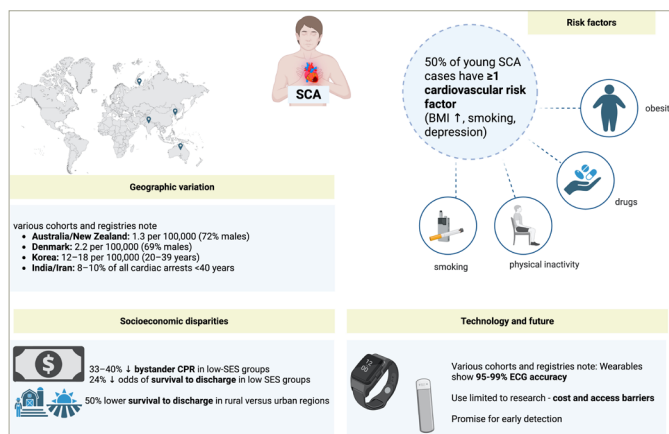 SCA
Risk factors
50% of young SCA
cases have ≥1
cardiovascular risk
factor
(BMI ↑, smoking,
depression)
obesit
drugs
physical inactivity
smoking
Geographic variation
various cohorts and registries note
• Australia/New Zealand: 1.3 per 100,000 (72% males)
• Denmark: 2.2 per 100,000 (69% males)
• Korea: 12–18 per 100,000 (20–39 years)
• India/Iran: 8–10% of all cardiac arrests <40 years
Socioeconomic disparities
33–40% ↓ bystander CPR in low-SES groups
24% ↓ odds of survival to discharge in low SES groups
50% lower survival to discharge in rural versus urban regions
Technology and future
Various cohorts and registries note: Wearables
show 95-99% ECG accuracy
Use limited to research - cost and access barriers
Promise for early detection